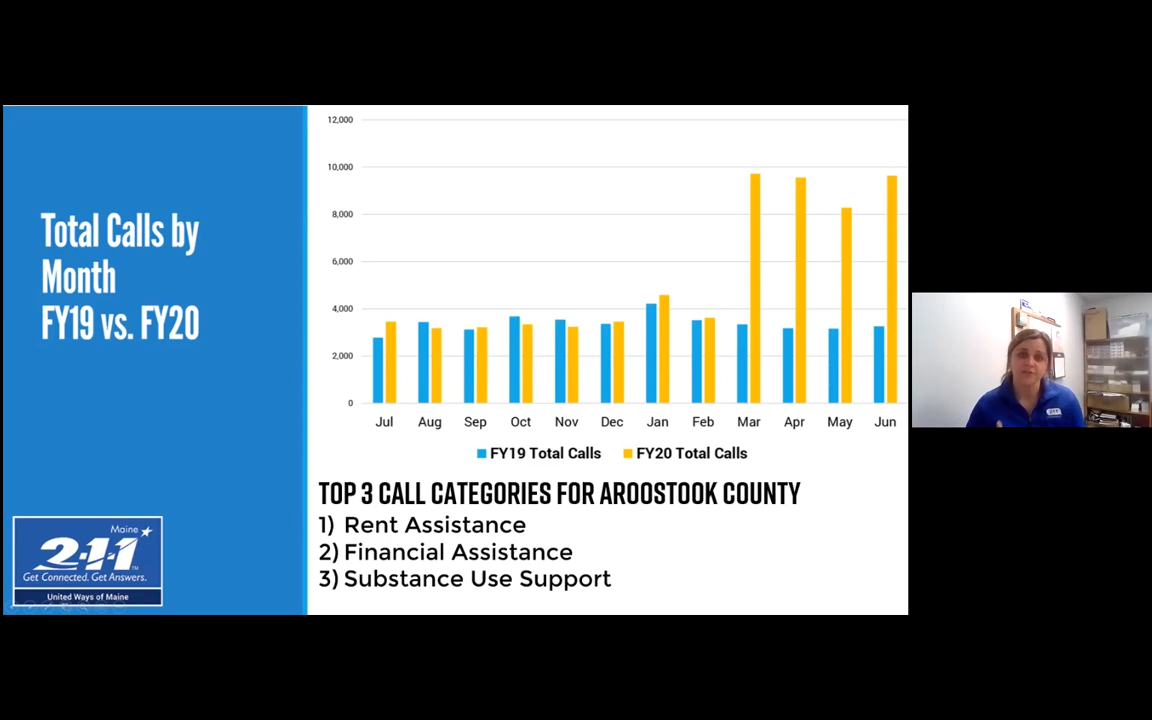 Total Calls by
Month
FY19 vs. FY20
12,000
10,000
8,000
6,000
4,000
2,000
0
Jul Aug Sep Oct Nov Dec Jan Feb Mar Apr May Jun
FY19 Total Calls FY20 Total Calls
TOP 3 CALL CATEGORIES FOR AROOSTOOK COUNTY
1) Rent Assistance
2) Financial Assistance
3) Substance Use Support
Maine
2-1-1 TM
Get Connected. Get Answers.
United Ways of Maine